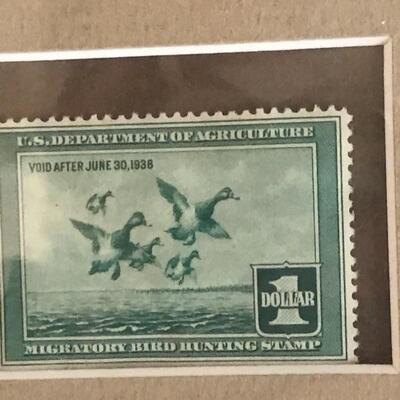 U.S. DEPARTMENT OF AGRICULTURE
VOID AFTER JUNE 30, 1938
1
DOLLAR
MIGRATORY BIRD HUNTING STAMP